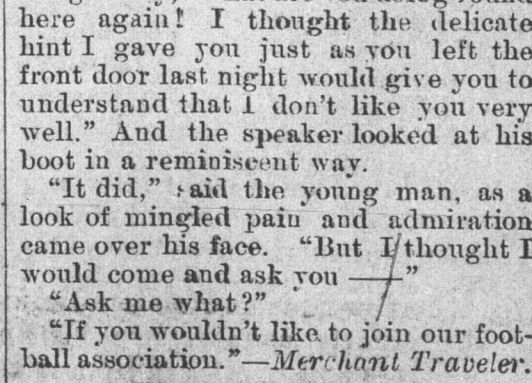 here again! I thought the delicate
hint I gave you just as you left the
front door last night would give you to
understand that I don't like you very
well." And the speaker looked at his
boot in a reminiscent way.
"It did," said the young man, as a
look of mingled pain and admiration
came over his face. "But I thought I
would come and ask you ——"
"Ask me what?"
"If you wouldn't like to join our foot-
ball association."—Merchant Traveler.